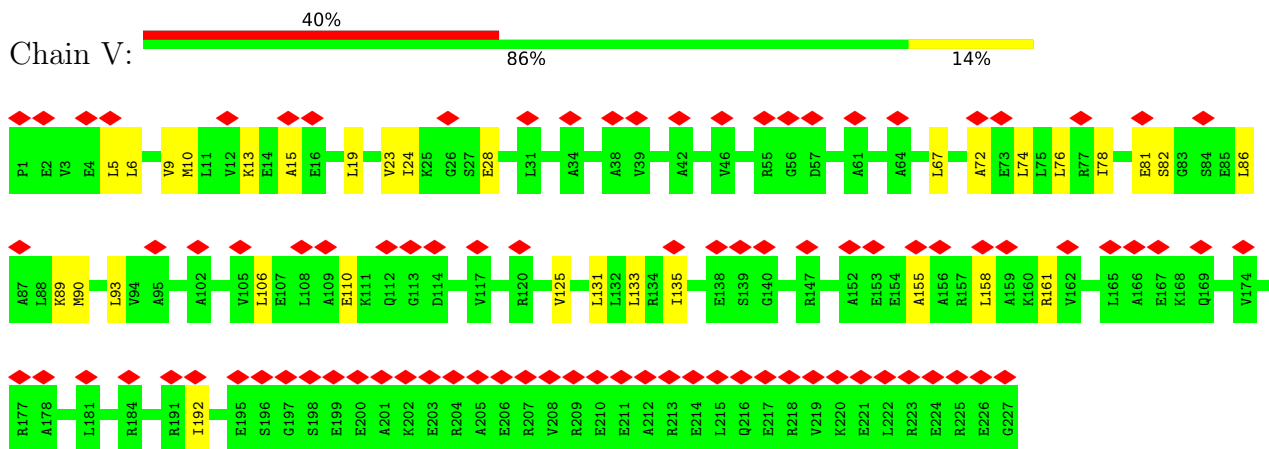 40%
Chain V:
86% 14%
P1 E2 V3 E4 L5 L6 V9 M10 L11 V12 K13 E14 A15 E16 L19 V23 I24 K25 G26 S27 E28 L31 A34 A38 V39 A42 V46 R55 G56 D57 A61 A64 L67 A72 E73 L74 L75 L76 R77 I78 E81 S82 G83 S84 E85 L86
A87 L88 K89 M90 L93 V94 A95 A102 V105 L106 E107 L108 A109 E110 K111 Q112 G113 D114 V117 R120 V125 L131 L132 L133 R134 I135 E138 S139 G140 R147 A152 E153 E154 A155 A156 R157 L158 A159 K160 R161 V162 L165 A166 E167 K168 Q169 V174
R177 A178 L181 R184 R191 I192 E195 S196 G197 S198 E199 E200 A201 K202 E203 R204 A205 E206 R207 V208 R209 E210 E211 A212 R213 E214 L215 Q216 E217 R218 V219 K220 E221 L222 R223 E224 R225 E226 G227